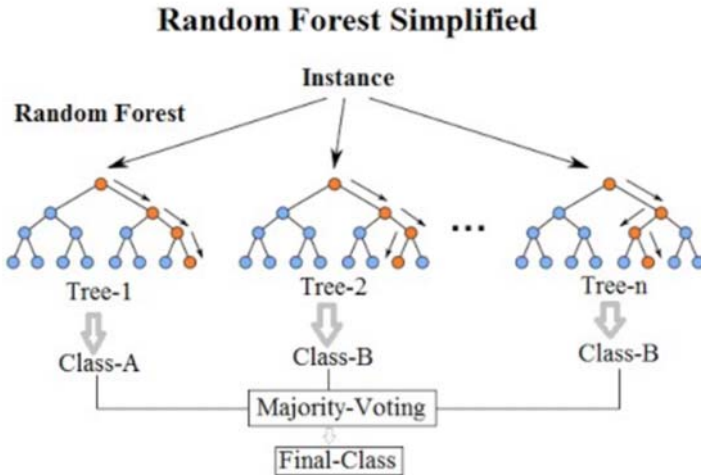 Random Forest Simplified
Instance
Random Forest
...
Tree-1
Tree-2
Tree-n
Class-A
Class-B
Class-B
Majority-Voting
Final-Class